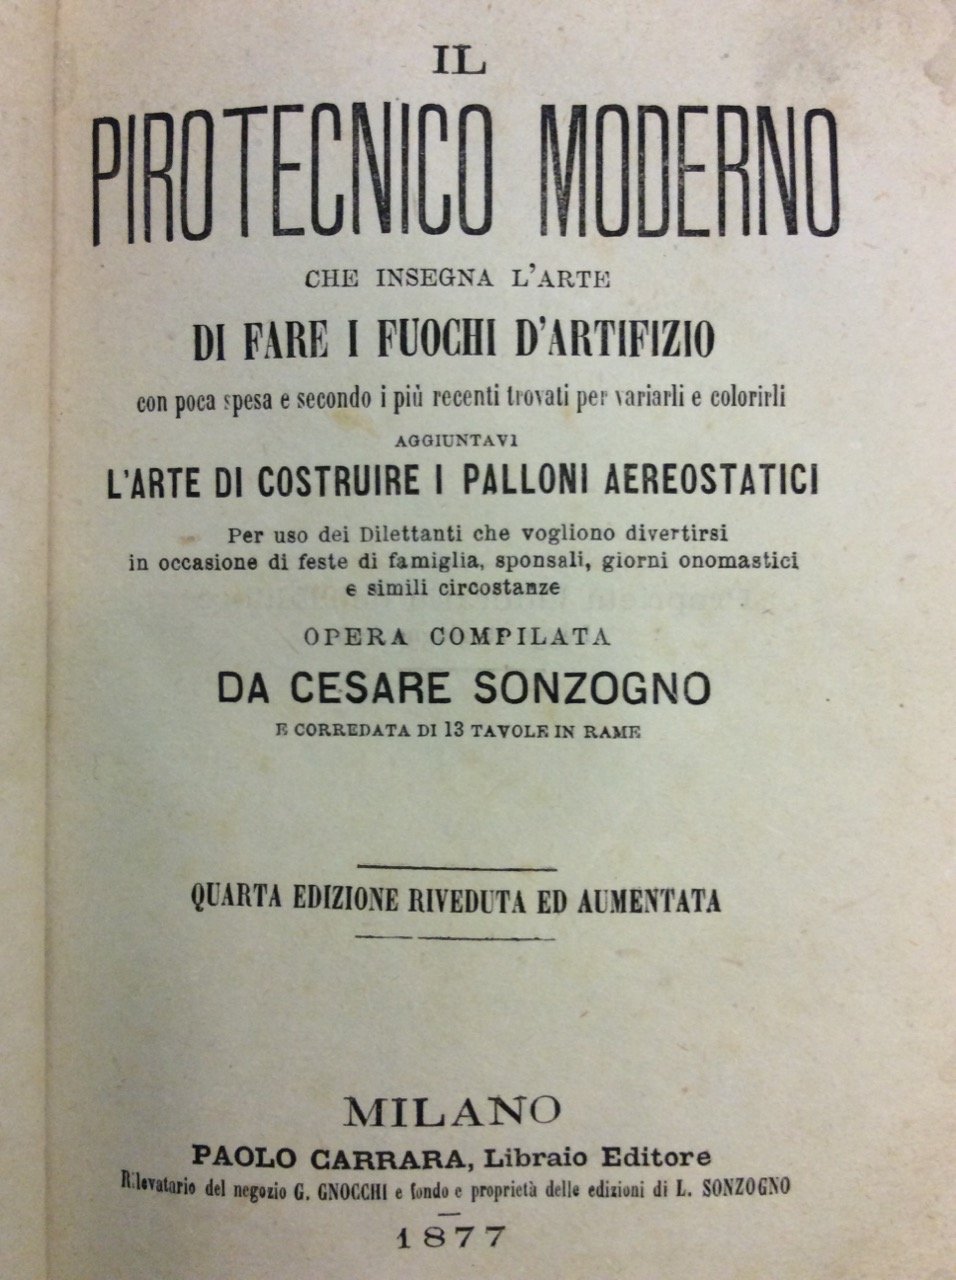 IL
PIROTECNICO MODERNO
CHE INSEGNA L'ARTE
DI FARE I FUOCHI D'ARTIFIZIO
con poca spesa e secondo i più recenti trovati per variarli e colorirli
AGGIUNTAVI
L'ARTE DI COSTRUIRE I PALLONI AEREOSTATICI
Per uso dei Dilettanti che vogliono divertirsi
in occasione di feste di famiglia, sponsali, giorni onomastici
e simili circostanze
OPERA COMPILATA
DA CESARE SONZOGNO
E CORREDATA DI 13 TAVOLE IN RAME
QUARTA EDIZIONE RIVEDUTA ED AUMENTATA
MILANO
PAOLO CARRARA, Libraio Editore
Rilevatario del negozio G. GNOCCHI e fondo e proprietà delle edizioni di L. SONZOGNO
1877